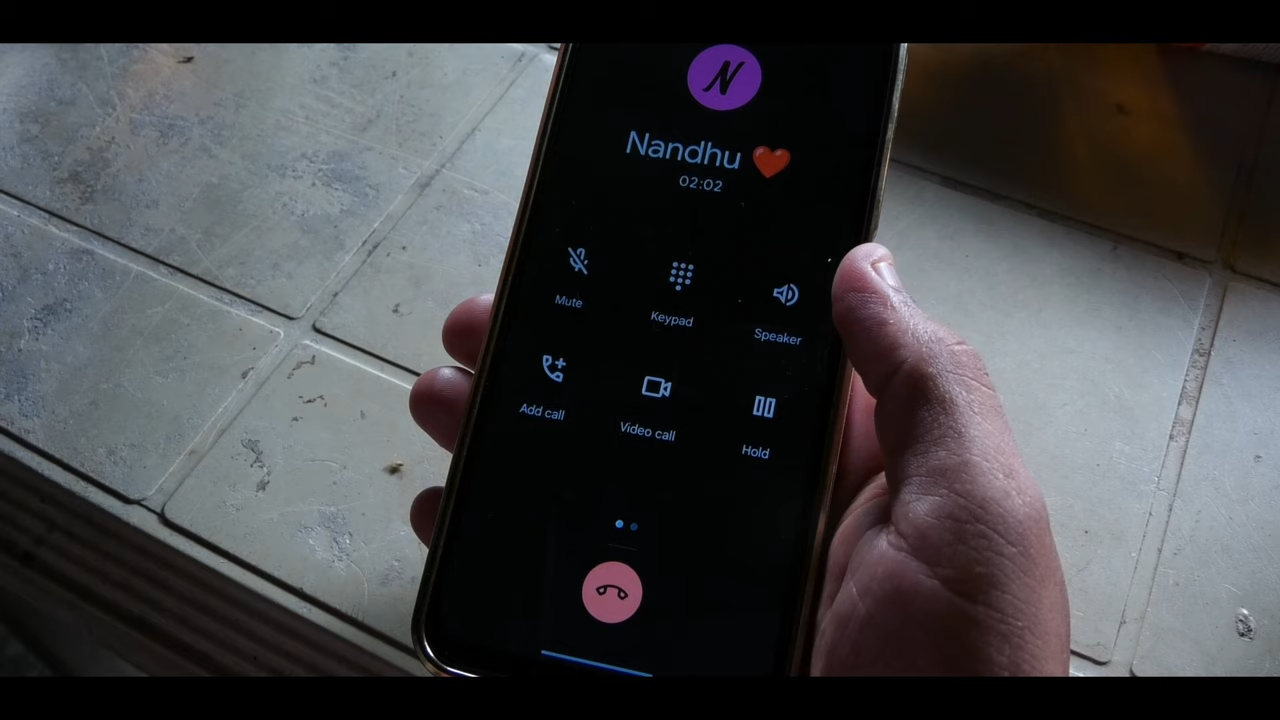 N
Nandhu ❤️
02:02
Mute
Keypad
Speaker
Add call
Video call
Hold